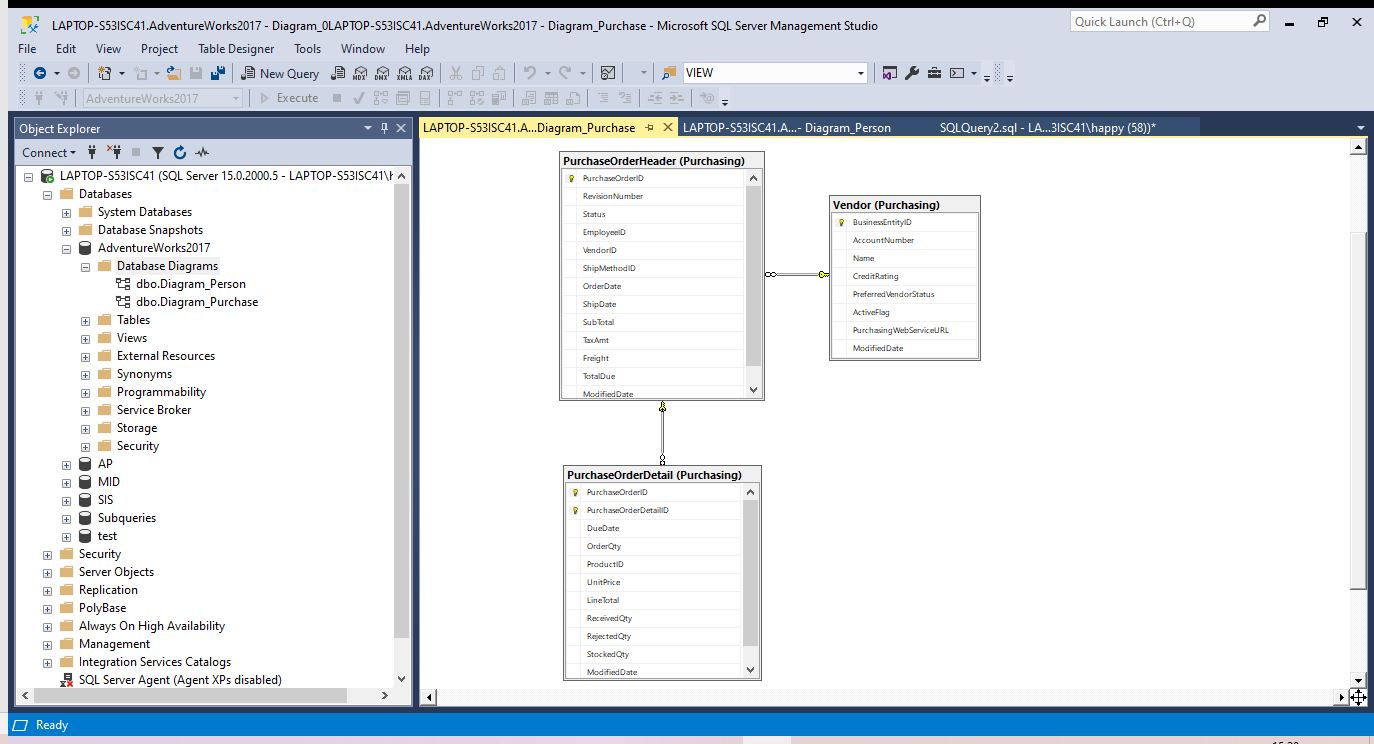 LAPTOP-S53ISC41.AdventureWorks2017 - Diagram_0LAPTOP-S53ISC41.AdventureWorks2017 - Diagram_Purchase - Microsoft SQL Server Management Studio
Quick Launch (Ctrl+Q)
File Edit View Project Table Designer Tools Window Help
New Query MDX DMX XMLA DAX VIEW
AdventureWorks2017 Execute
Object Explorer
LAPTOP-S53ISC41.A...Diagram_Purchase LAPTOP-S53ISC41.A...- Diagram_Person SQLQuery2.sql - LA...3ISC41\happy (58))*
Connect
LAPTOP-S53ISC41 (SQL Server 15.0.2000.5 - LAPTOP-S53ISC41\
Databases
System Databases
Database Snapshots
AdventureWorks2017
Database Diagrams
dbo.Diagram_Person
dbo.Diagram_Purchase
Tables
Views
External Resources
Synonyms
Programmability
Service Broker
Storage
Security
AP
MID
SIS
Subqueries
test
Security
Server Objects
Replication
PolyBase
Always On High Availability
Management
Integration Services Catalogs
SQL Server Agent (Agent XPs disabled)
PurchaseOrderHeader (Purchasing)
PurchaseOrderID
RevisionNumber
Status
EmployeeID
VendorID
ShipMethodID
OrderDate
ShipDate
SubTotal
TaxAmt
Freight
TotalDue
ModifiedDate
Vendor (Purchasing)
BusinessEntityID
AccountNumber
Name
CreditRating
PreferredVendorStatus
ActiveFlag
PurchasingWebServiceURL
ModifiedDate
PurchaseOrderDetail (Purchasing)
PurchaseOrderID
PurchaseOrderDetailID
DueDate
OrderQty
ProductID
UnitPrice
LineTotal
ReceivedQty
RejectedQty
StockedQty
ModifiedDate
Ready